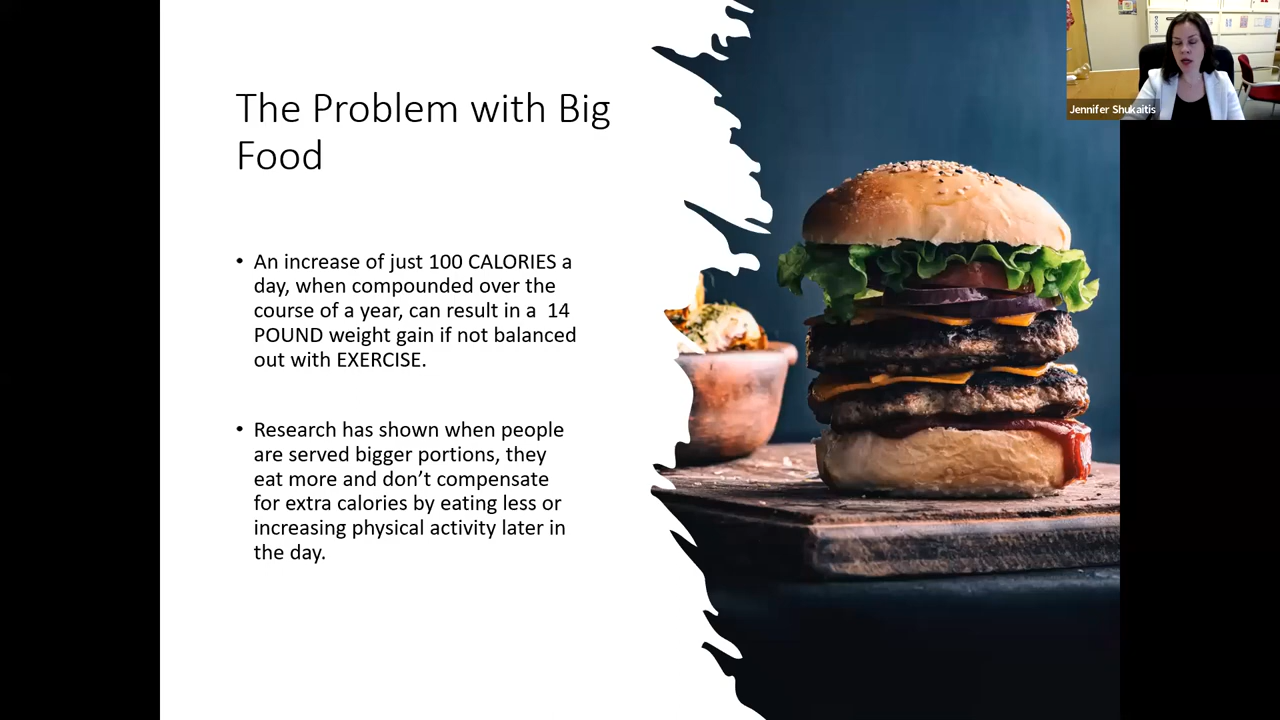 The Problem with Big
Food
• An increase of just 100 CALORIES a
day, when compounded over the
course of a year, can result in a  14
POUND weight gain if not balanced
out with EXERCISE.
• Research has shown when people
are served bigger portions, they
eat more and don’t compensate
for extra calories by eating less or
increasing physical activity later in
the day.
Jennifer Shukaitis